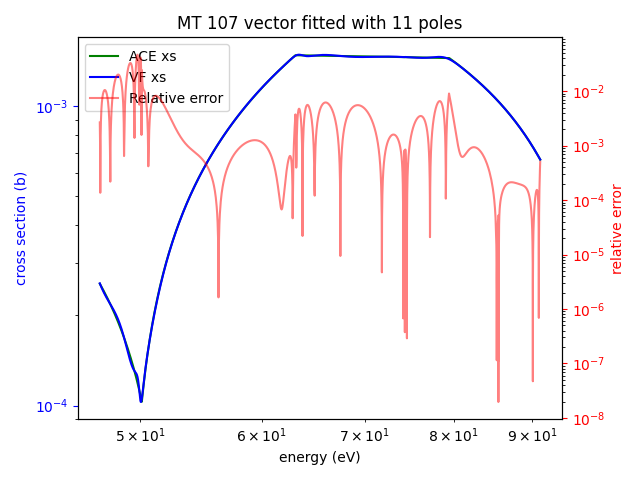 MT 107 vector fitted with 11 poles
ACE xs
VF xs
Relative error
cross section (b)
10⁻³
10⁻⁴
relative error
10⁻²
10⁻³
10⁻⁴
10⁻⁵
10⁻⁶
10⁻⁷
10⁻⁸
5 × 10¹ 6 × 10¹ 7 × 10¹ 8 × 10¹ 9 × 10¹
energy (eV)